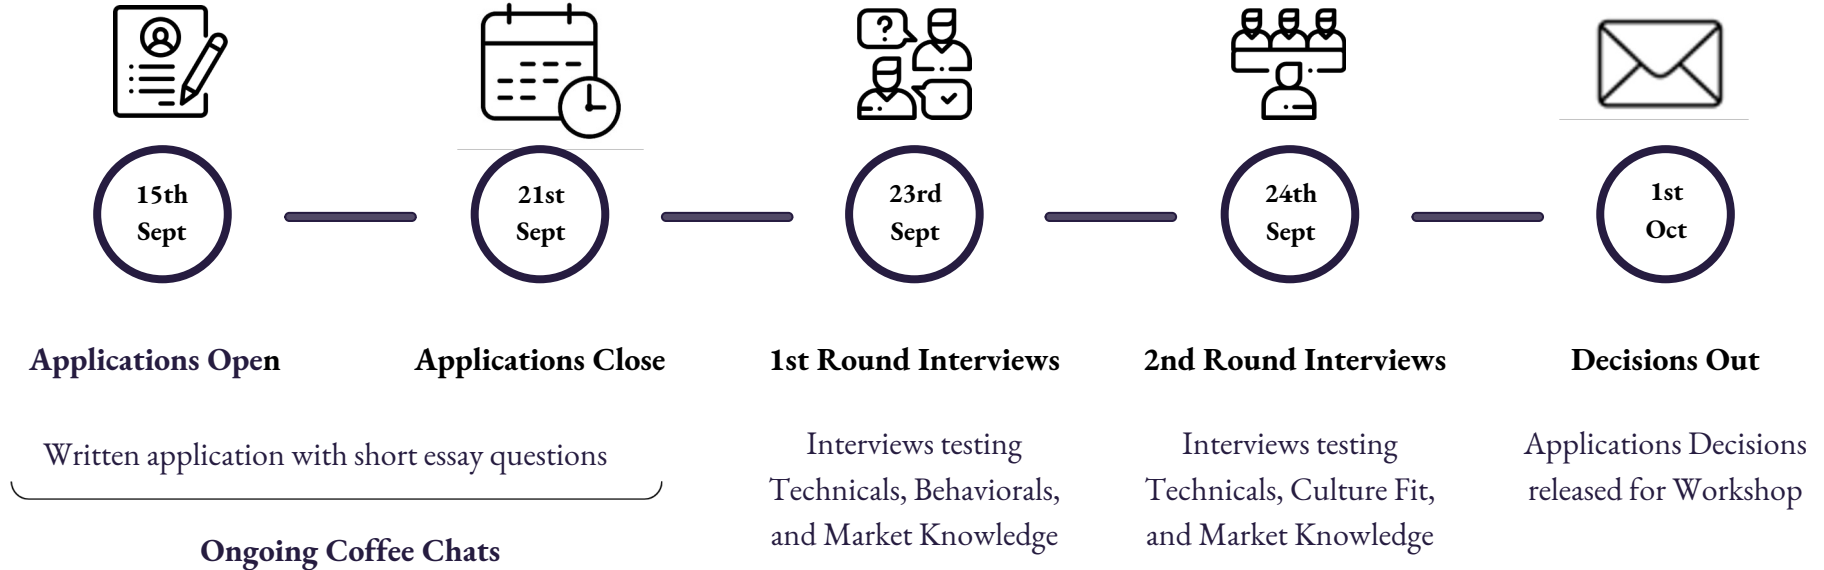 15th
Sept
21st
Sept
23rd
Sept
24th
Sept
1st
Oct
Applications Open
Applications Close
1st Round Interviews
2nd Round Interviews
Decisions Out
Written application with short essay questions
Ongoing Coffee Chats
Interviews testing
Technicals, Behaviorals,
and Market Knowledge
Interviews testing
Technicals, Culture Fit,
and Market Knowledge
Applications Decisions
released for Workshop